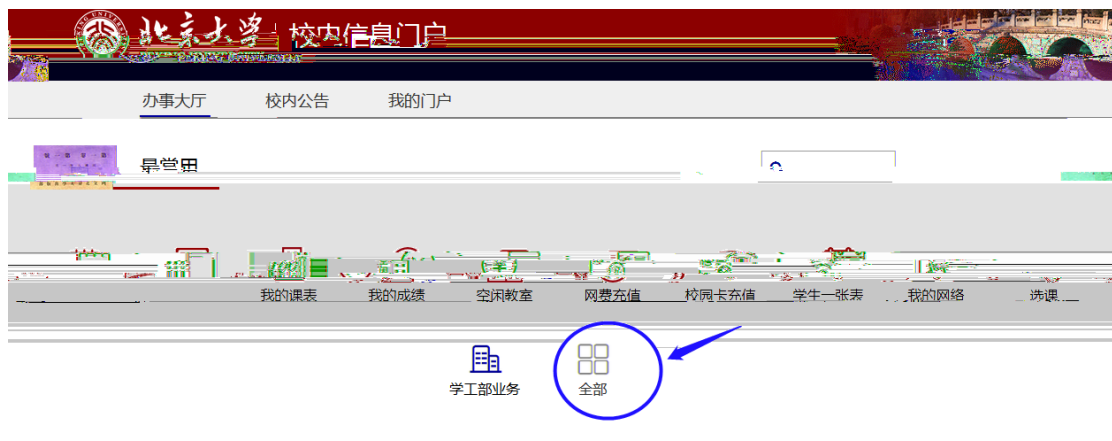 北京大学 校内信息门户
办事大厅 校内公告 我的门户
最常用
我的课表 我的成绩 空闲教室 网费充值 校园卡充值 学生一张表 我的网络 选课
学工部业务 全部